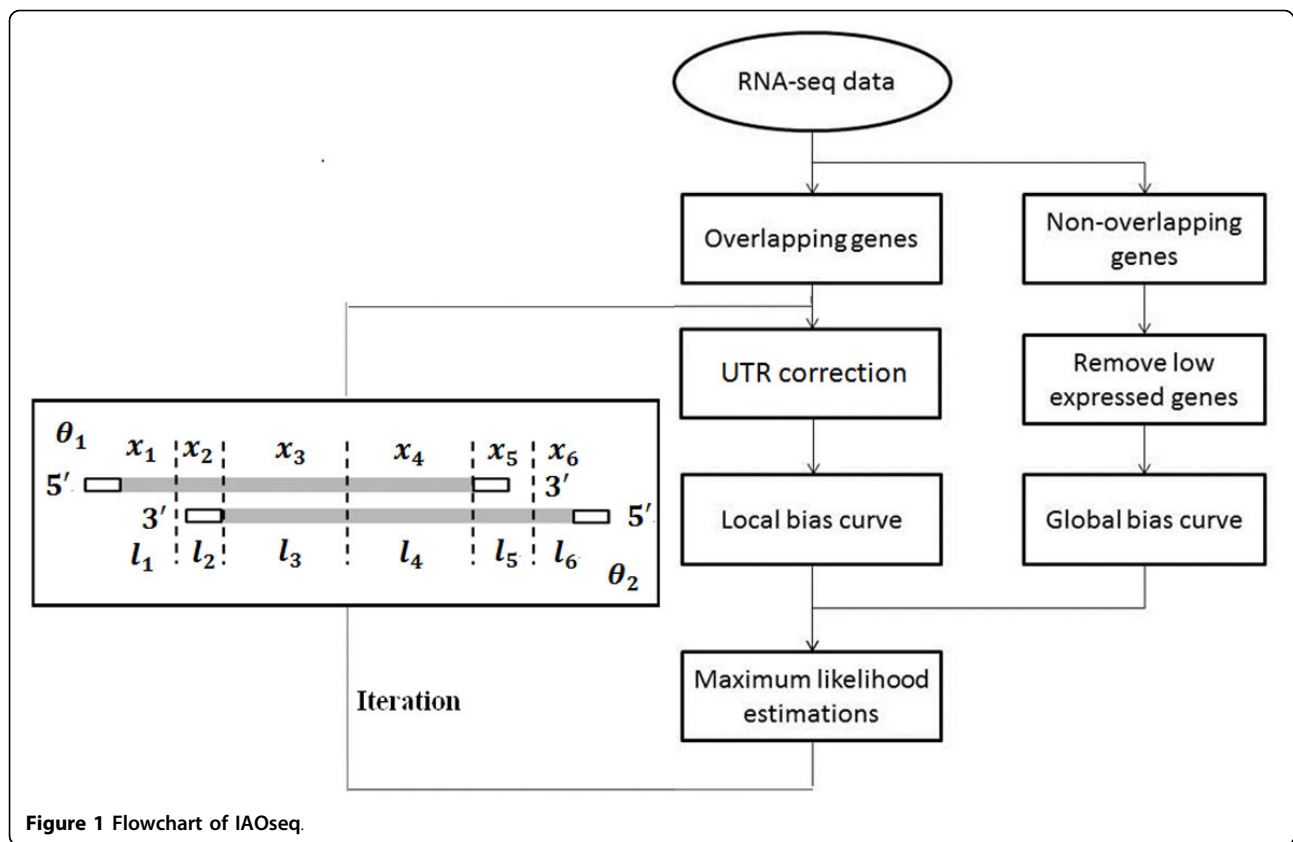 RNA-seq data
Overlapping genes
Non-overlapping
genes
UTR correction
Remove low
expressed genes
Local bias curve
Global bias curve
Maximum likelihood
estimations
θ₁ x₁ x₂ x₃ x₄ x₅ x₆
5′ 3′
3′ 5′
l₁ l₂ l₃ l₄ l₅ l₆ θ₂
Iteration
Figure 1 Flowchart of IAOseq.